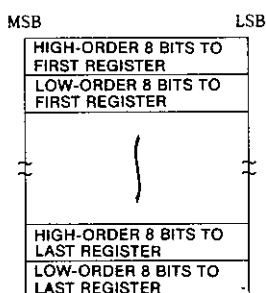 MSB LSB
HIGH-ORDER 8 BITS TO
FIRST REGISTER
LOW-ORDER 8 BITS TO
FIRST REGISTER
HIGH-ORDER 8 BITS TO
LAST REGISTER
LOW-ORDER 8 BITS TO
LAST REGISTER